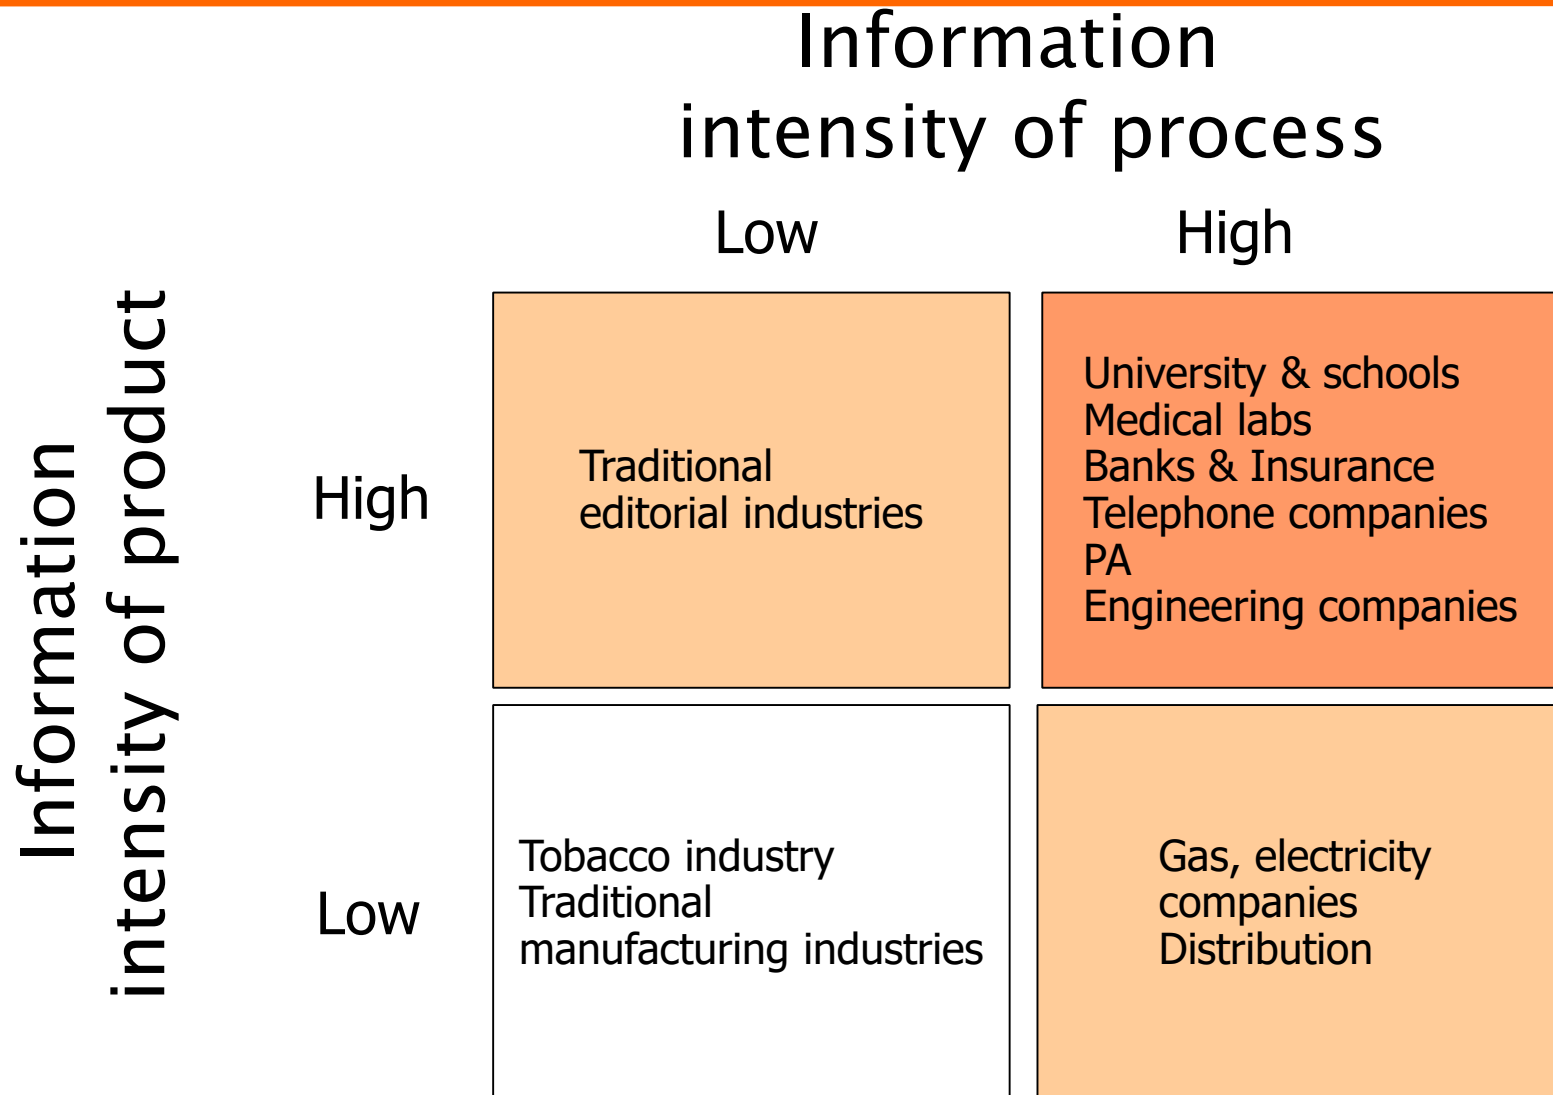 Information
intensity of process
Low
High
Information
intensity of product
High
Traditional
editorial industries
University & schools
Medical labs
Banks & Insurance
Telephone companies
PA
Engineering companies
Low
Tobacco industry
Traditional
manufacturing industries
Gas, electricity
companies
Distribution